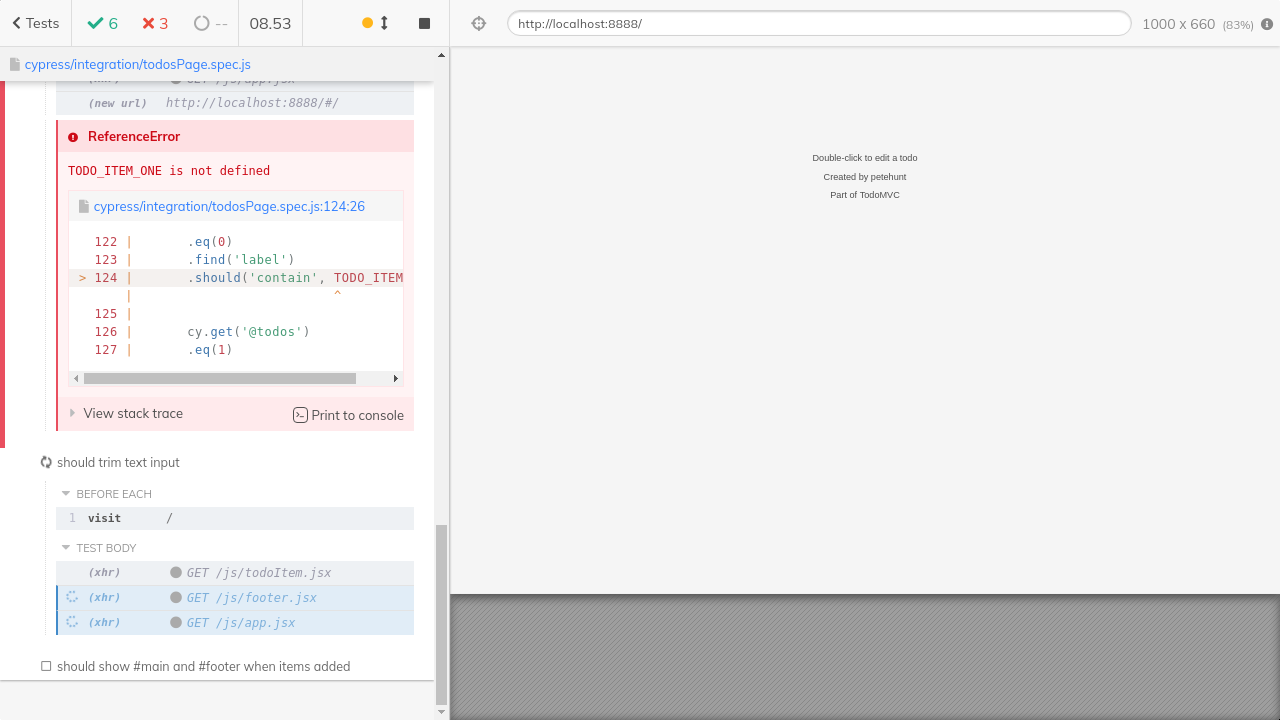 Tests
6
3
--
08.53
http://localhost:8888/
1000 x 660 (83%)
cypress/integration/todosPage.spec.js
(xhr) GET /js/app.jsx
(new url) http://localhost:8888/#/
ReferenceError
TODO_ITEM_ONE is not defined
cypress/integration/todosPage.spec.js:124:26
122 | .eq(0)
123 | .find('label')
> 124 | .should('contain', TODO_ITEM
| ^
125 |
126 | cy.get('@todos')
127 | .eq(1)
View stack trace
Print to console
should trim text input
BEFORE EACH
1 visit /
TEST BODY
(xhr) GET /js/todoItem.jsx
(xhr) GET /js/footer.jsx
(xhr) GET /js/app.jsx
should show #main and #footer when items added
Double-click to edit a todo
Created by petehunt
Part of TodoMVC